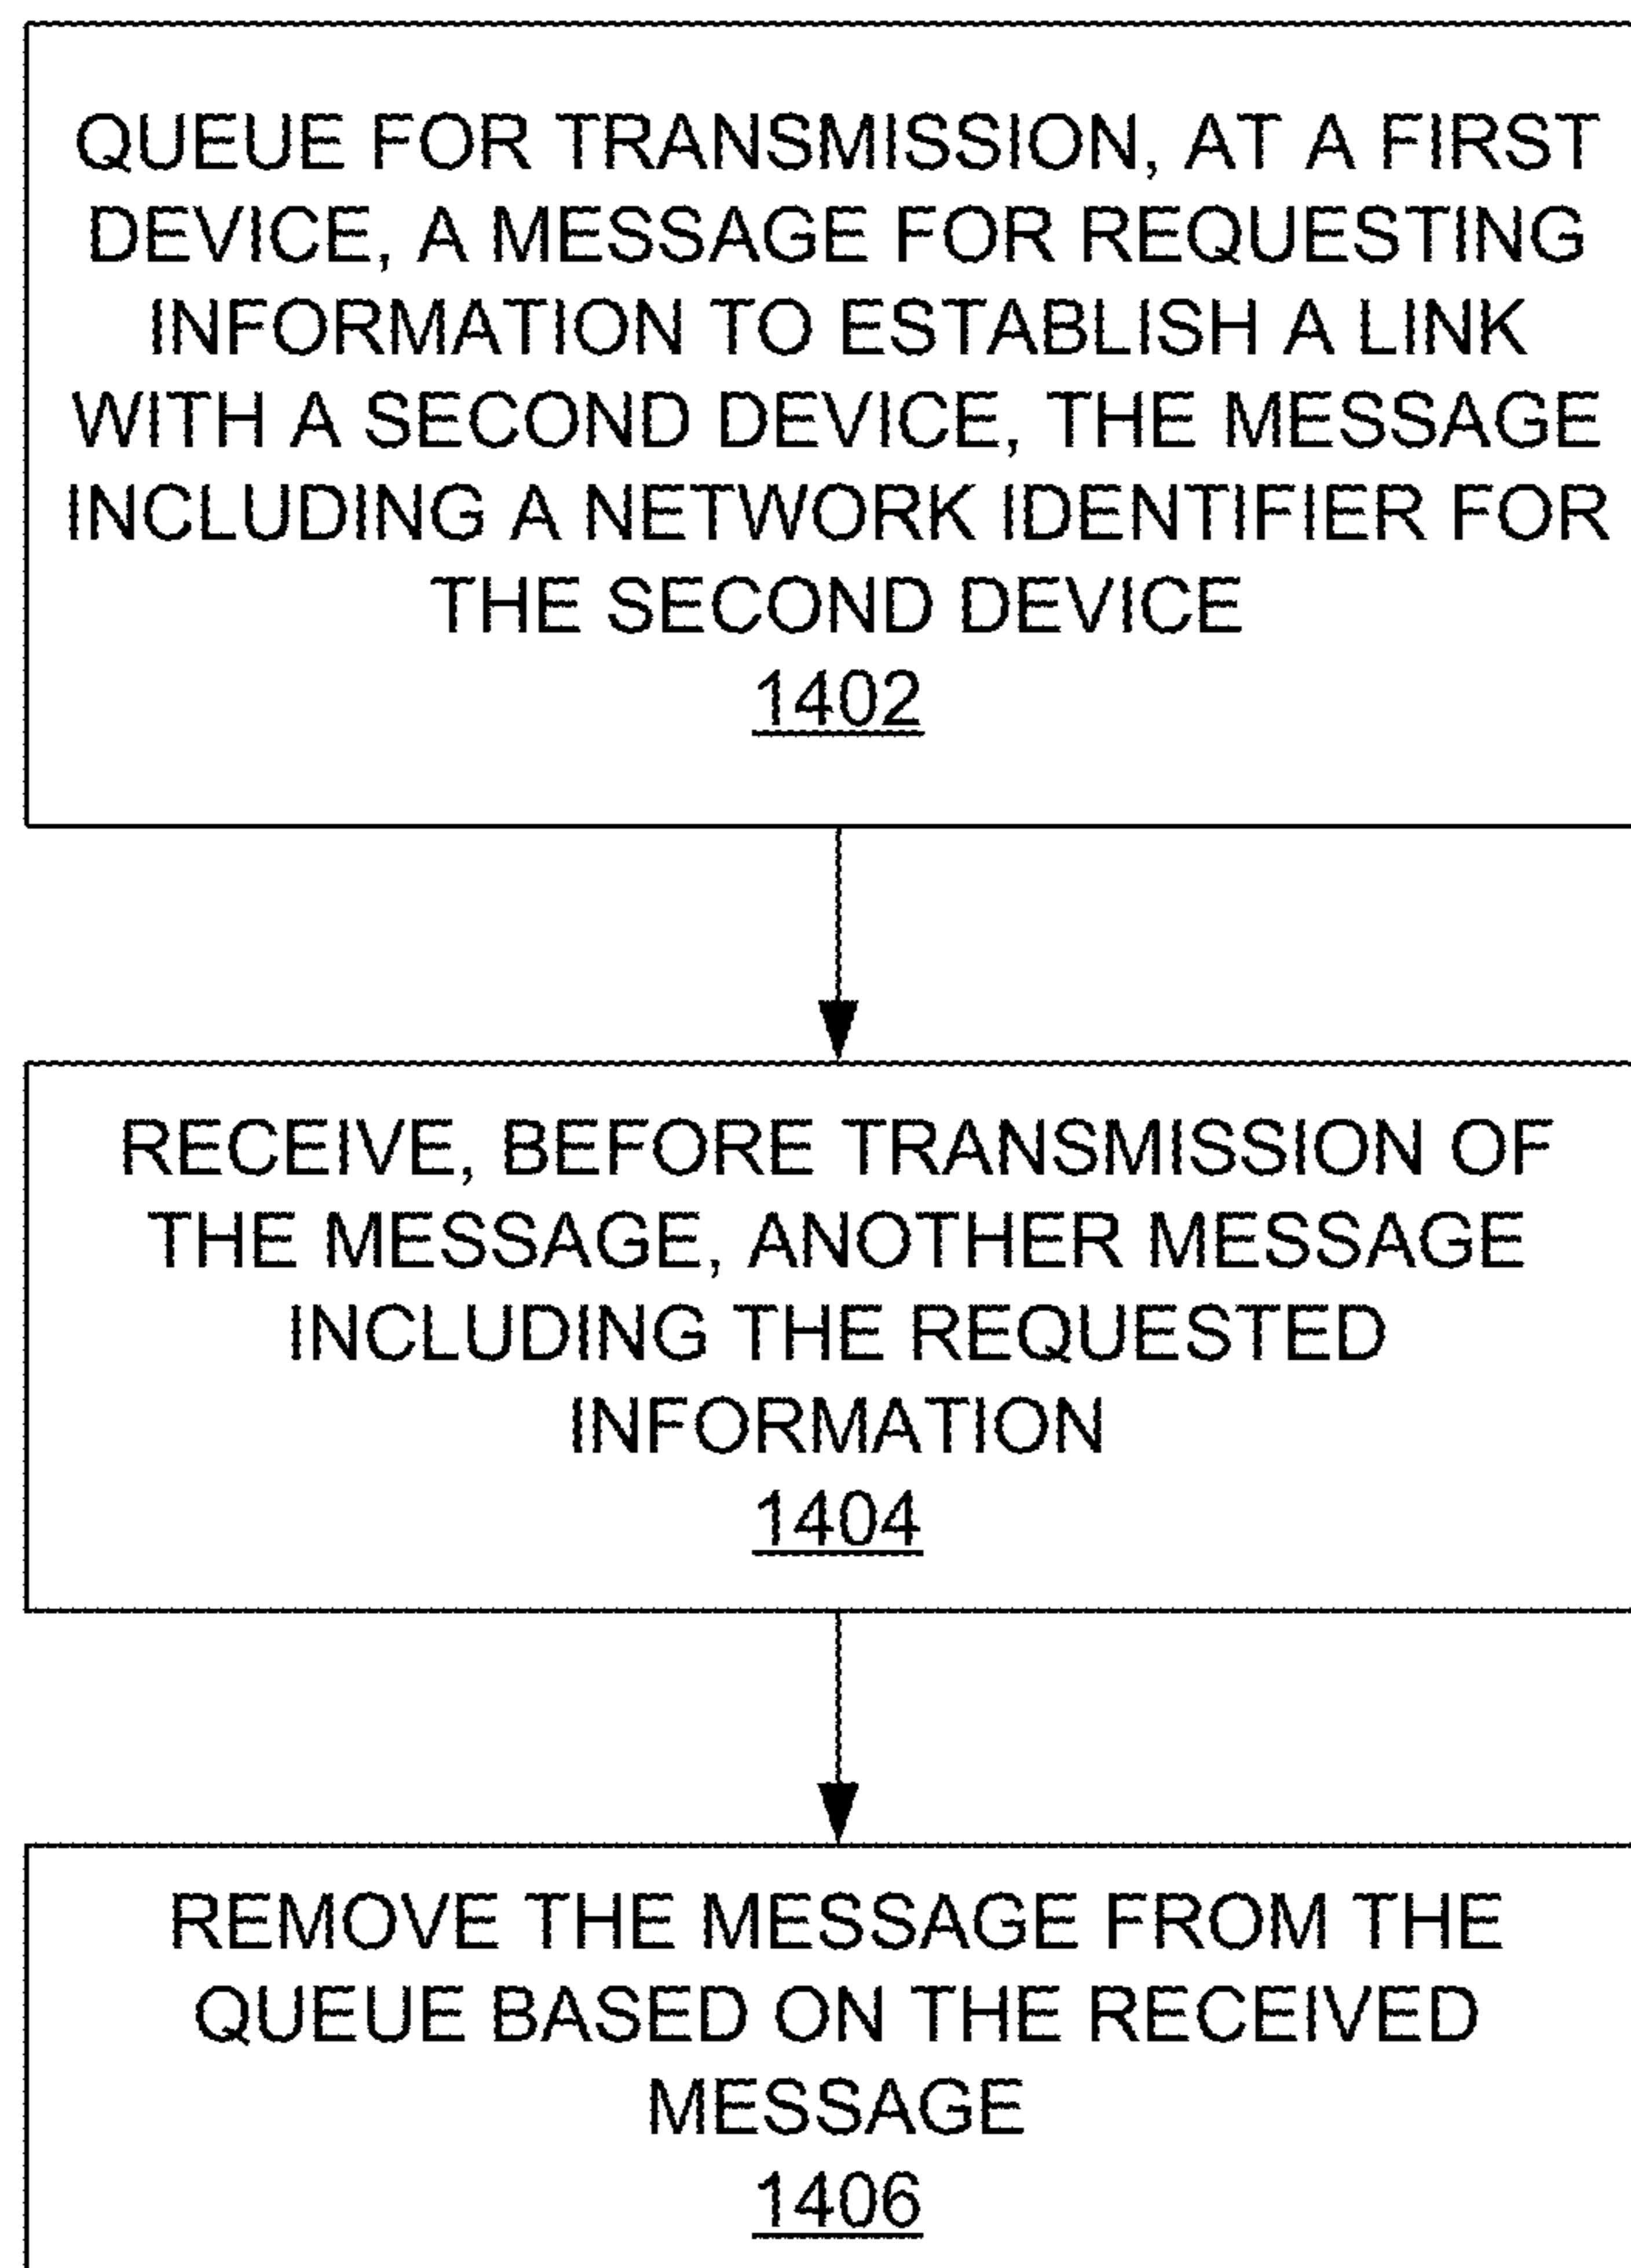 QUEUE FOR TRANSMISSION, AT A FIRST
DEVICE, A MESSAGE FOR REQUESTING
INFORMATION TO ESTABLISH A LINK
WITH A SECOND DEVICE, THE MESSAGE
INCLUDING A NETWORK IDENTIFIER FOR
THE SECOND DEVICE
1402
RECEIVE, BEFORE TRANSMISSION OF
THE MESSAGE, ANOTHER MESSAGE
INCLUDING THE REQUESTED
INFORMATION
1404
REMOVE THE MESSAGE FROM THE
QUEUE BASED ON THE RECEIVED
MESSAGE
1406